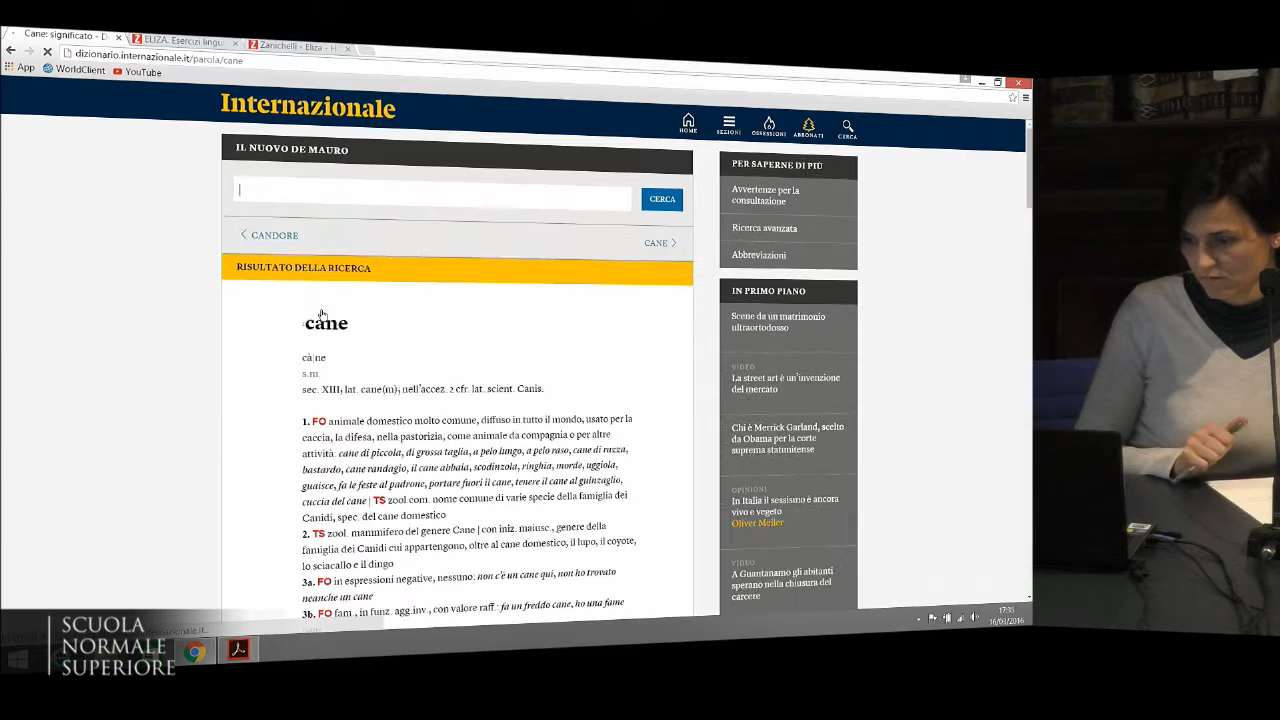 Cane: significato - D
ELIZA. Esercizi lingu
Zanichelli - Eliza - H
dizionario.internazionale.it/parola/cane
App
WorldClient
YouTube
Internazionale
HOME
SEZIONI
OSSESSIONI
ABBONATI
CERCA
IL NUOVO DE MAURO
CERCA
CANDORE
CANE
RISULTATO DELLA RICERCA
cane
cà|ne
s.m.
sec. XIII; lat. cane(m); nell'accez. 2 cfr. lat. scient. Canis.
1. FO animale domestico molto comune, diffuso in tutto il mondo, usato per la
caccia, la difesa, nella pastorizia, come animale da compagnia o per altre
attività: cane di piccola, di grossa taglia, a pelo lungo, a pelo raso, cane di razza,
bastardo, cane randagio, il cane abbaia, scodinzola, ringhia, morde, uggiola,
guaisce, fa le feste al padrone, portare fuori il cane, tenere il cane al guinzaglio,
cuccia del cane | TS zool.com. nome comune di varie specie della famiglia dei
Canidi, spec. del cane domestico
2. TS zool. mammifero del genere Cane | con iniz. maiusc., genere della
famiglia dei Canidi cui appartengono, oltre al cane domestico, il lupo, il coyote,
lo sciacallo e il dingo
3a. FO in espressioni negative, nessuno: non c'è un cane qui, non ho trovato
neanche un cane
3b. FO fam., in funz. agg.inv., con valore raff.: fa un freddo cane, ho una fame
PER SAPERNE DI PIÙ
Avvertenze per la
consultazione
Ricerca avanzata
Abbreviazioni
IN PRIMO PIANO
Scene da un matrimonio
ultraortodosso
VIDEO
La street art è un'invenzione
del mercato
Chi è Merrick Garland, scelto
da Obama per la corte
suprema statunitense
OPINIONI
In Italia il sessismo è ancora
vivo e vegeto
Oliver Meiler
VIDEO
A Guantanamo gli abitanti
sperano nella chiusura del
carcere
17:35
16/03/2016
SCUOLA
NORMALE
SUPERIORE